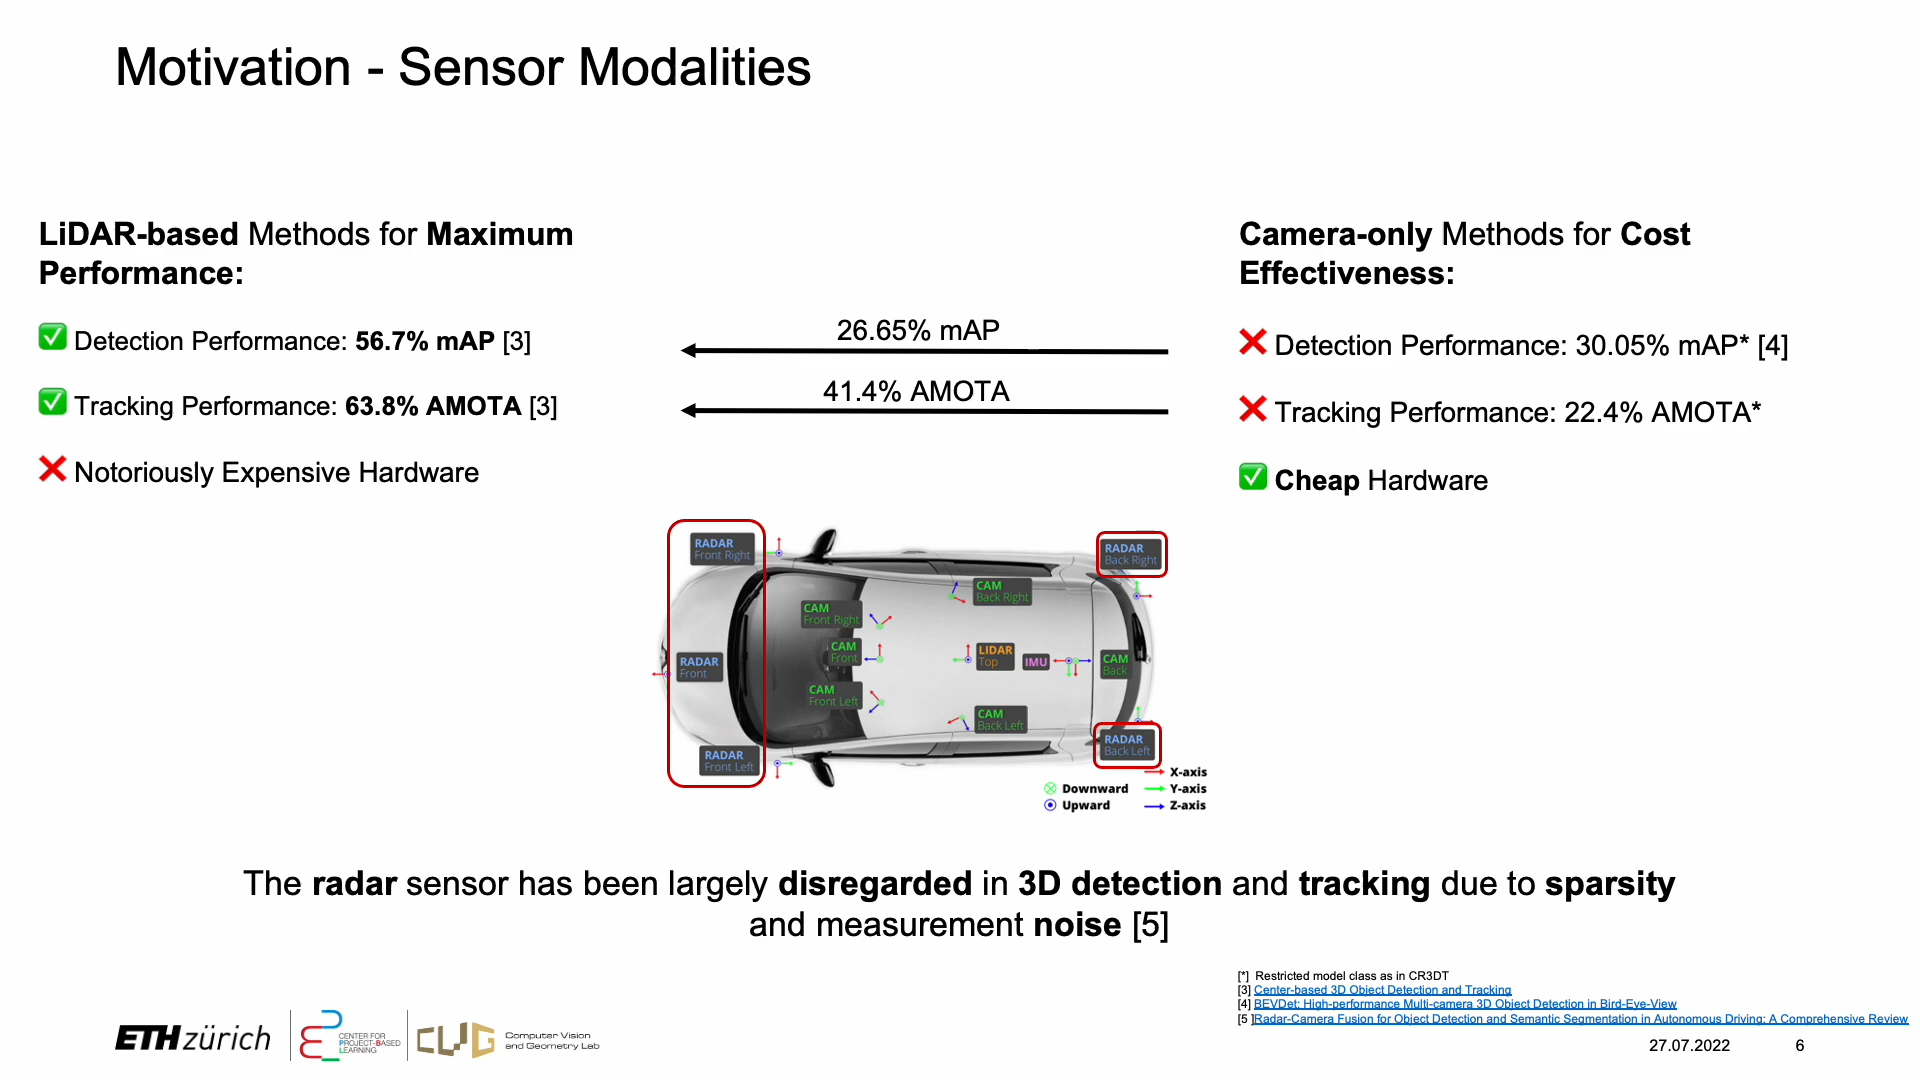 Motivation - Sensor Modalities
LiDAR-based Methods for Maximum
Performance:
Detection Performance: 56.7% mAP [3]
Tracking Performance: 63.8% AMOTA [3]
Notoriously Expensive Hardware
26.65% mAP
41.4% AMOTA
Camera-only Methods for Cost
Effectiveness:
Detection Performance: 30.05% mAP* [4]
Tracking Performance: 22.4% AMOTA*
Cheap Hardware
RADAR
Front Right
RADAR
Back Right
CAM
Back Right
CAM
Front Right
CAM
Front
LIDAR
Top
IMU
CAM
Back
RADAR
Front
CAM
Front Left
CAM
Back Left
RADAR
Back Left
RADAR
Front Left
X-axis
Downward
Y-axis
Upward
Z-axis
The radar sensor has been largely disregarded in 3D detection and tracking due to sparsity
and measurement noise [5]
[*] Restricted model class as in CR3DT
[3] Center-based 3D Object Detection and Tracking
[4] BEVDet: High-performance Multi-camera 3D Object Detection in Bird-Eye-View
[5 ]Radar-Camera Fusion for Object Detection and Semantic Segmentation in Autonomous Driving: A Comprehensive Review
ETH zürich
CENTER FOR
PROJECT-BASED
LEARNING
CVG
Computer Vision
and Geometry Lab
27.07.2022
6